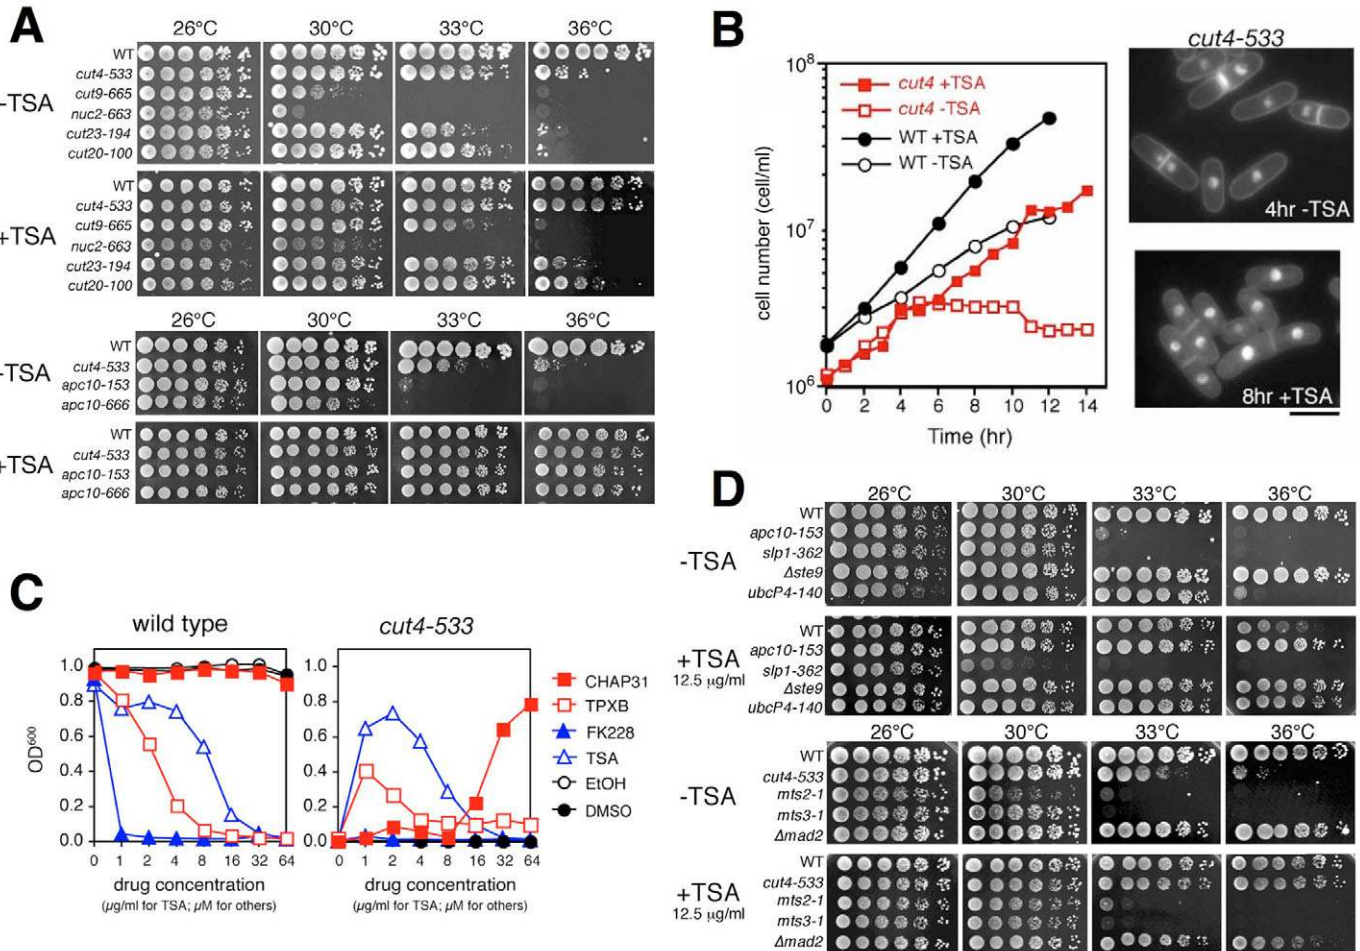 A
26°C 30°C 33°C 36°C
-TSA
WT
cut4-533
cut9-665
nuc2-663
cut23-194
cut20-100
+TSA
WT
cut4-533
cut9-665
nuc2-663
cut23-194
cut20-100
26°C 30°C 33°C 36°C
-TSA
WT
cut4-533
apc10-153
apc10-666
+TSA
WT
cut4-533
apc10-153
apc10-666
B
cut4 +TSA
cut4 -TSA
WT +TSA
WT -TSA
cell number (cell/ml)
10⁸
10⁷
10⁶
0 2 4 6 8 10 12 14
Time (hr)
cut4-533
4hr -TSA
8hr +TSA
C
wild type
cut4-533
OD⁶⁰⁰
1.0
0.8
0.6
0.4
0.2
0.0
0 1 2 4 8 16 32 64
drug concentration
(µg/ml for TSA; µM for others)
1.0
0.8
0.6
0.4
0.2
0.0
0 1 2 4 8 16 32 64
drug concentration
(µg/ml for TSA; µM for others)
CHAP31
TPXB
FK228
TSA
EtOH
DMSO
D
26°C 30°C 33°C 36°C
-TSA
WT
apc10-153
slp1-362
Δste9
ubcP4-140
+TSA
12.5 µg/ml
WT
apc10-153
slp1-362
Δste9
ubcP4-140
26°C 30°C 33°C 36°C
-TSA
WT
cut4-533
mts2-1
mts3-1
Δmad2
+TSA
12.5 µg/ml
WT
cut4-533
mts2-1
mts3-1
Δmad2